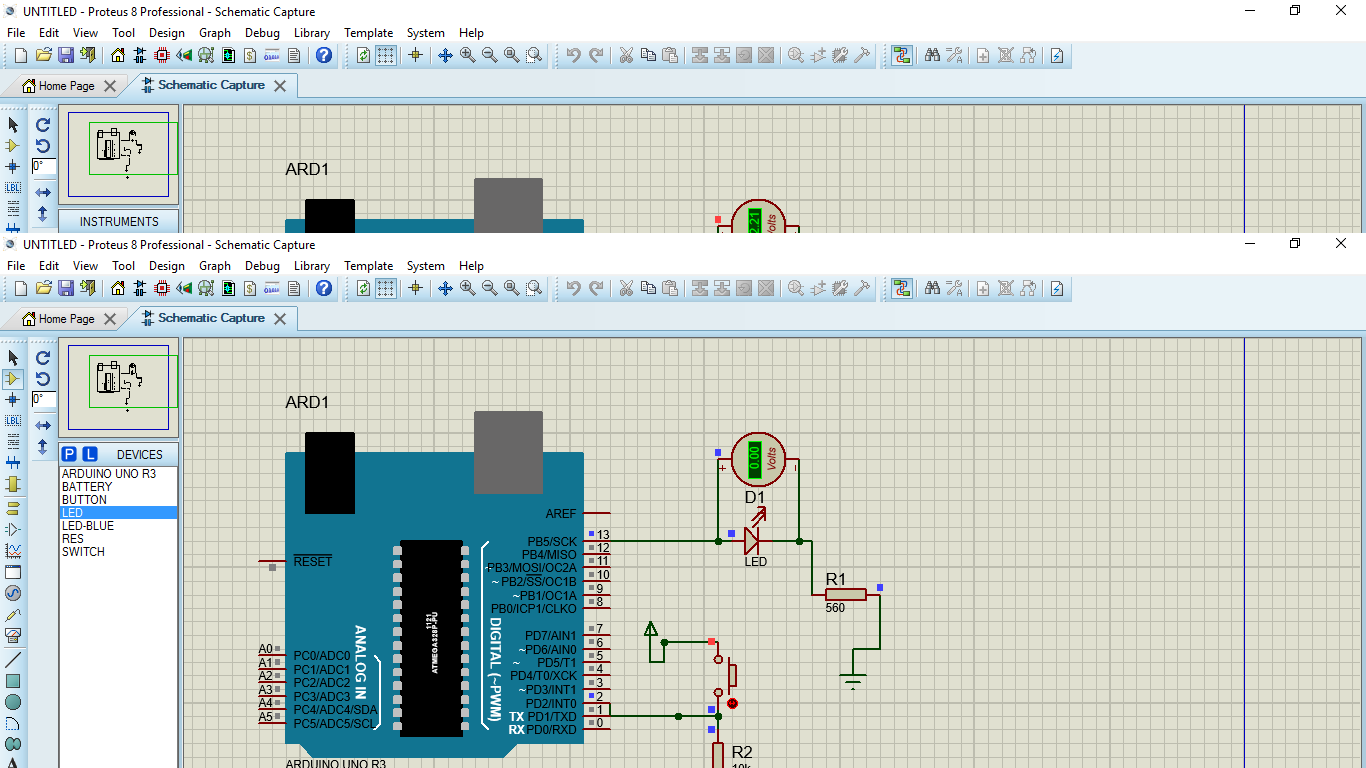 UNTITLED - Proteus 8 Professional - Schematic Capture
File Edit View Tool Design Graph Debug Library Template System Help
Home Page Schematic Capture
0°
LBL
INSTRUMENTS
ARD1
2.21
Volts
UNTITLED - Proteus 8 Professional - Schematic Capture
File Edit View Tool Design Graph Debug Library Template System Help
Home Page Schematic Capture
0°
LBL
P L DEVICES
ARDUINO UNO R3
BATTERY
BUTTON
LED
LED-BLUE
RES
SWITCH
ARD1
0.00
Volts
+ -
D1
LED
R1
560
AREF
PB5/SCK 13
PB4/MISO 12
~PB3/MOSI/OC2A 11
~ PB2/SS/OC1B 10
~PB1/OC1A 9
PB0/ICP1/CLKO 8
PD7/AIN1 7
~PD6/AIN0 6
~ PD5/T1 5
PD4/T0/XCK 4
~PD3/INT1 3
PD2/INT0 2
TX PD1/TXD 1
RX PD0/RXD 0
RESET
A0 PC0/ADC0
A1 PC1/ADC1
A2 PC2/ADC2
A3 PC3/ADC3
A4 PC4/ADC4/SDA
A5 PC5/ADC5/SCL
ANALOG IN
ATMEGA328P-PU
1121
DIGITAL (~PWM)
ARDUINO UNO R3
R2
10k